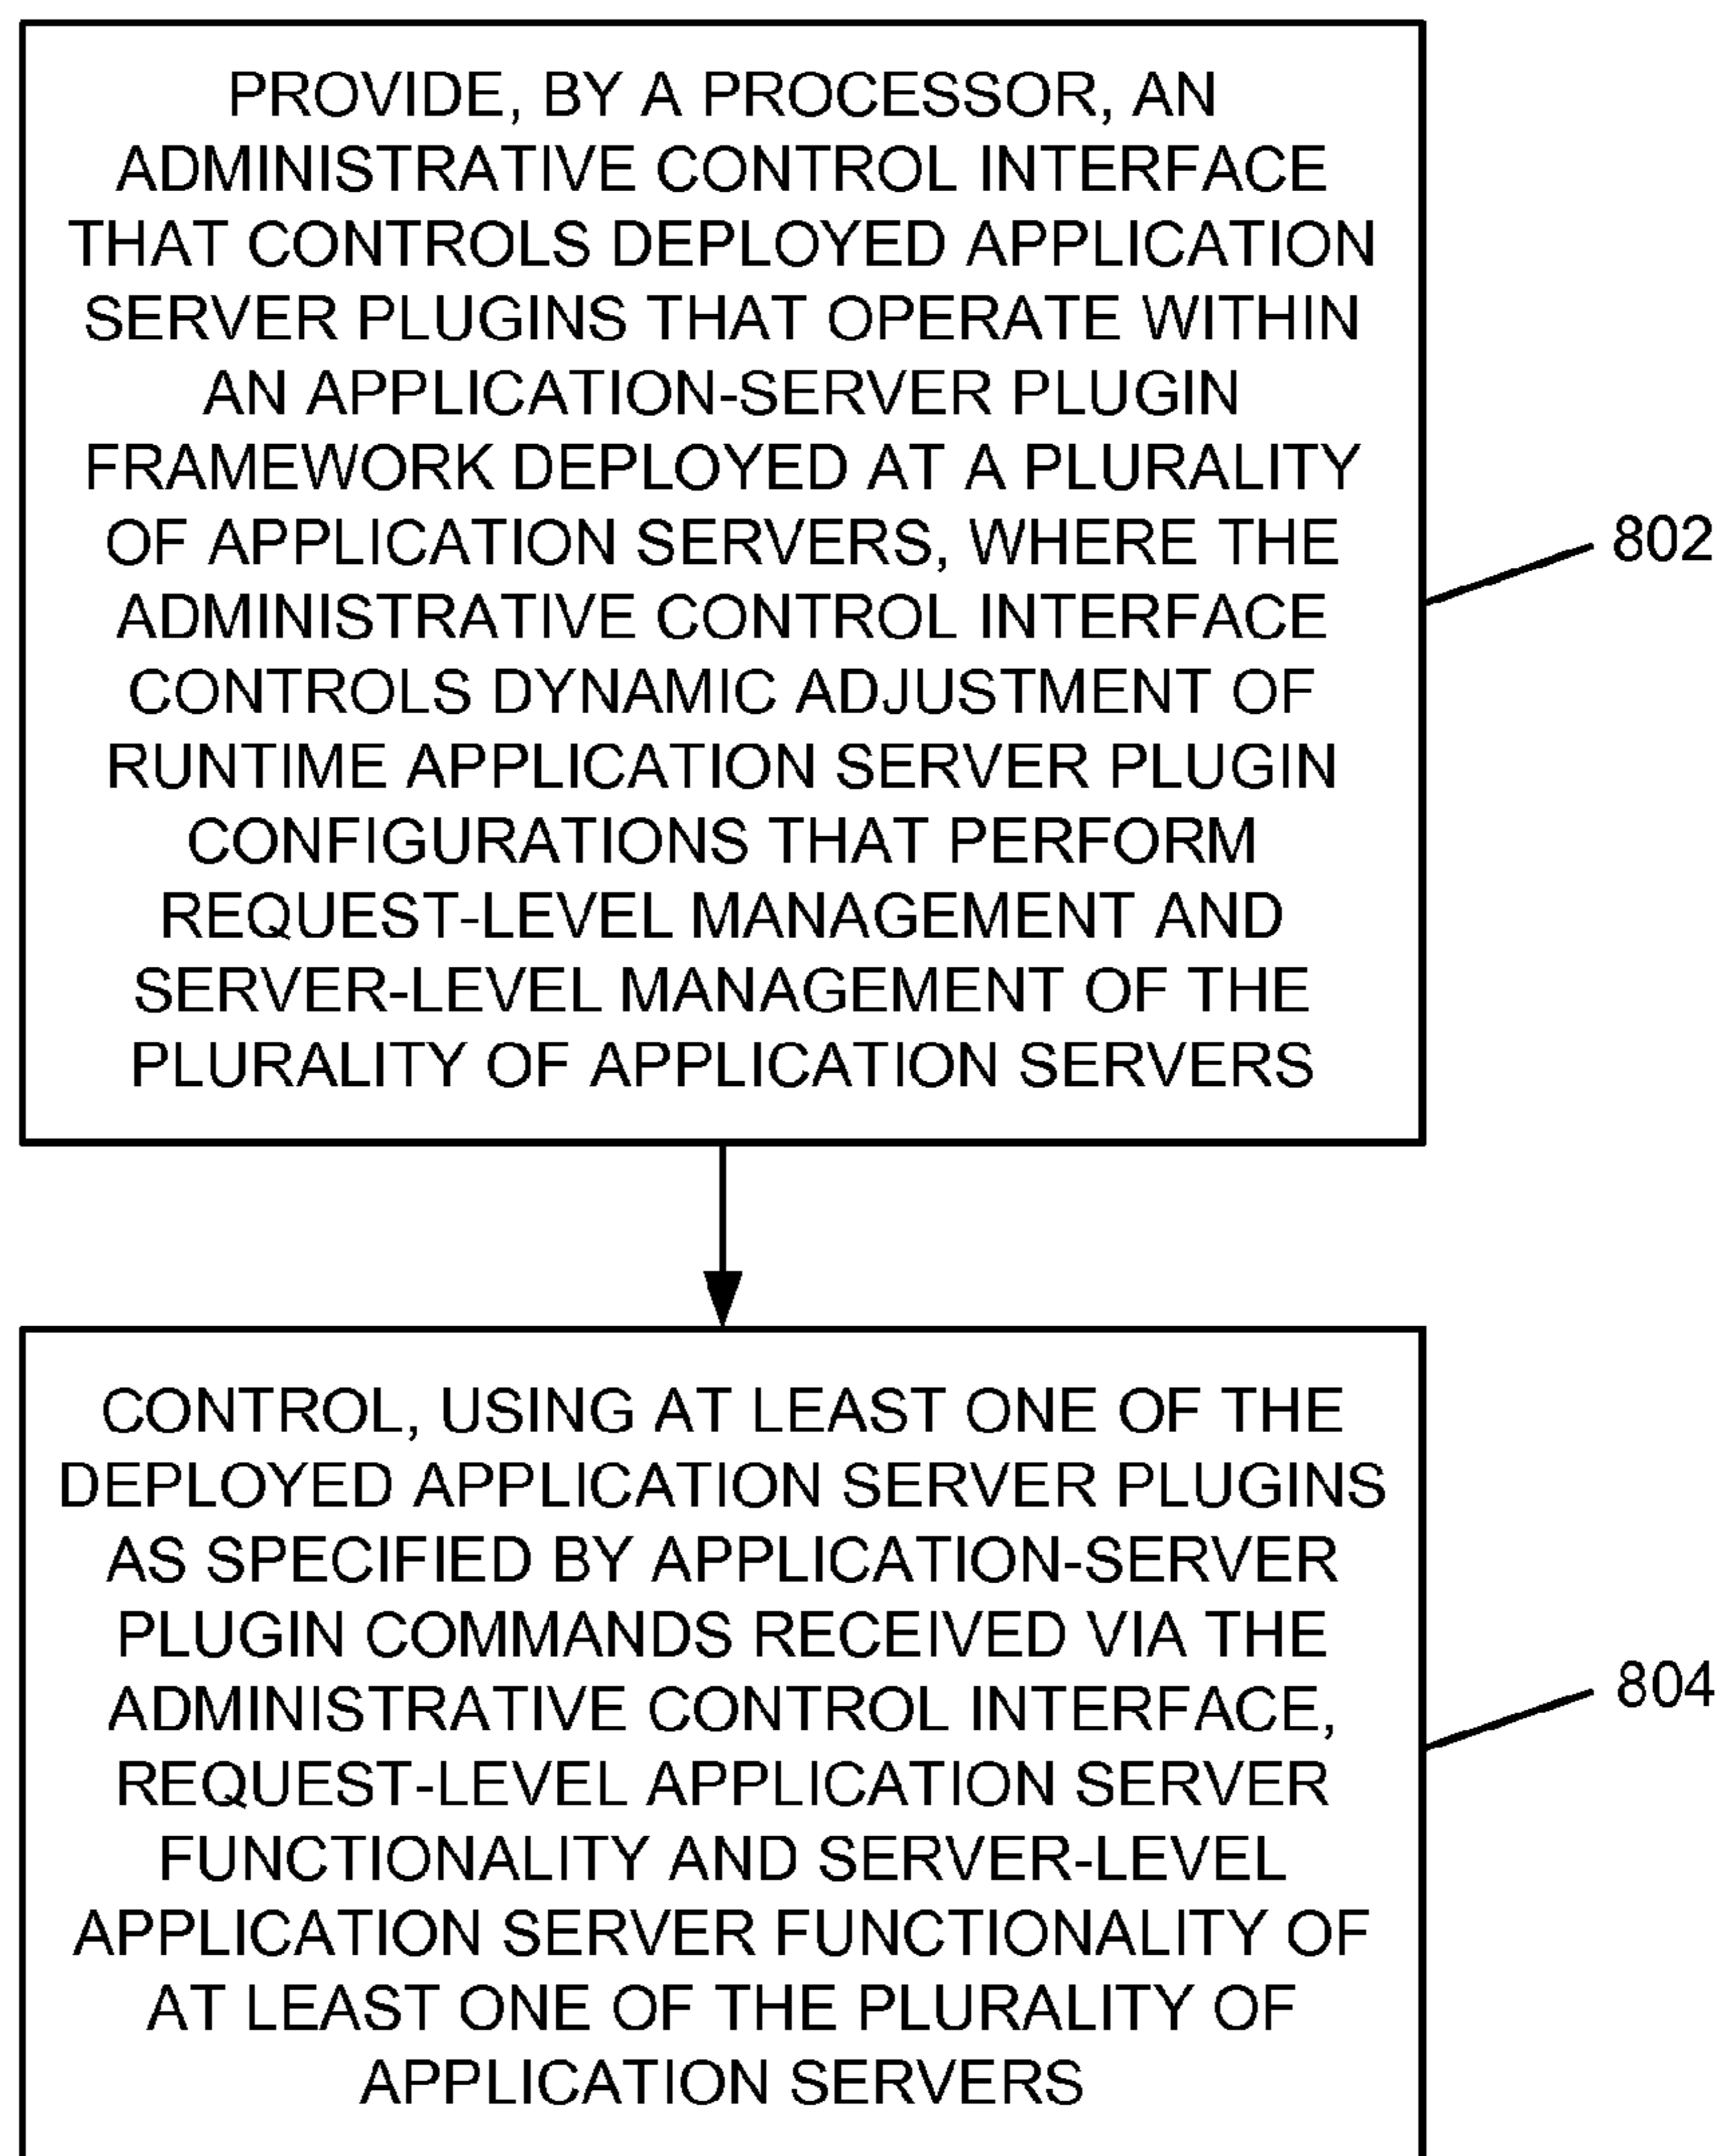 PROVIDE, BY A PROCESSOR, AN
ADMINISTRATIVE CONTROL INTERFACE
THAT CONTROLS DEPLOYED APPLICATION
SERVER PLUGINS THAT OPERATE WITHIN
AN APPLICATION-SERVER PLUGIN
FRAMEWORK DEPLOYED AT A PLURALITY
OF APPLICATION SERVERS, WHERE THE
ADMINISTRATIVE CONTROL INTERFACE
CONTROLS DYNAMIC ADJUSTMENT OF
RUNTIME APPLICATION SERVER PLUGIN
CONFIGURATIONS THAT PERFORM
REQUEST-LEVEL MANAGEMENT AND
SERVER-LEVEL MANAGEMENT OF THE
PLURALITY OF APPLICATION SERVERS
802
CONTROL, USING AT LEAST ONE OF THE
DEPLOYED APPLICATION SERVER PLUGINS
AS SPECIFIED BY APPLICATION-SERVER
PLUGIN COMMANDS RECEIVED VIA THE
ADMINISTRATIVE CONTROL INTERFACE,
REQUEST-LEVEL APPLICATION SERVER
FUNCTIONALITY AND SERVER-LEVEL
APPLICATION SERVER FUNCTIONALITY OF
AT LEAST ONE OF THE PLURALITY OF
APPLICATION SERVERS
804